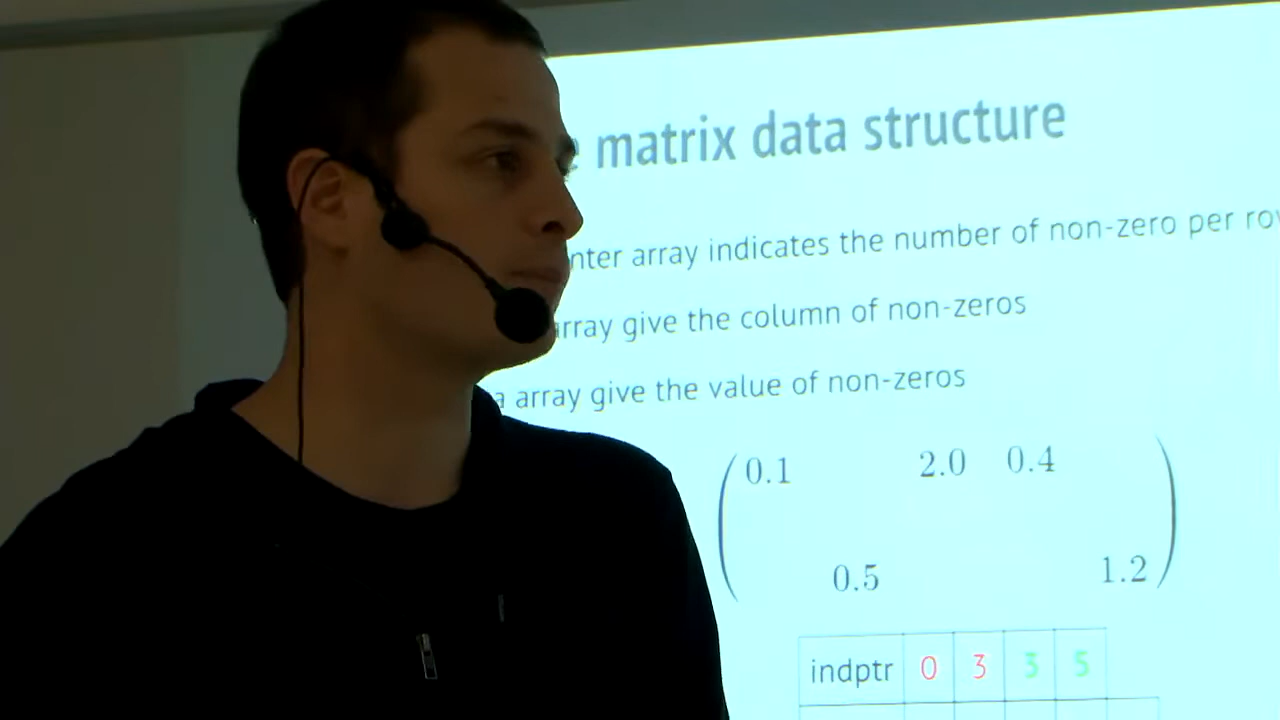 matrix data structure
array indicates the number of non-zero per
array give the column of non-zeros
array give the value of non-zeros
0.1 2.0 0.4
0.5 1.2
indptr 0 3 3 5